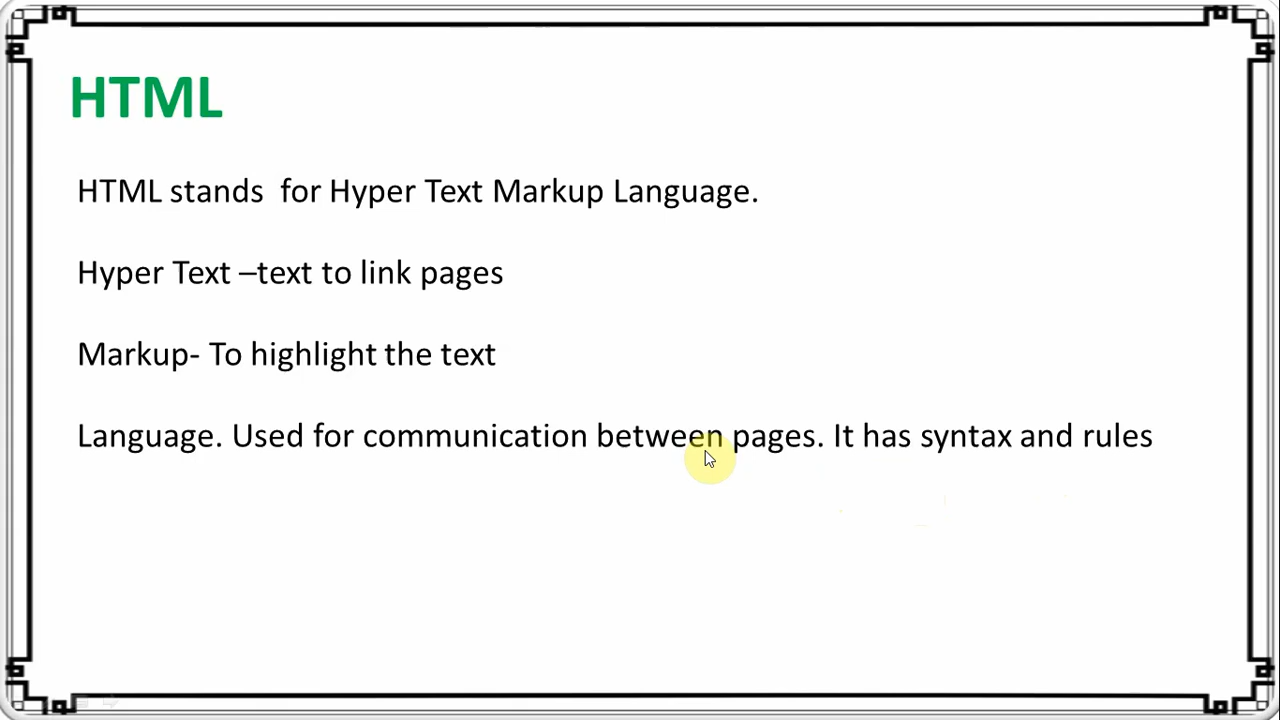 HTML
HTML stands  for Hyper Text Markup Language.
Hyper Text –text to link pages
Markup- To highlight the text
Language. Used for communication between pages. It has syntax and rules